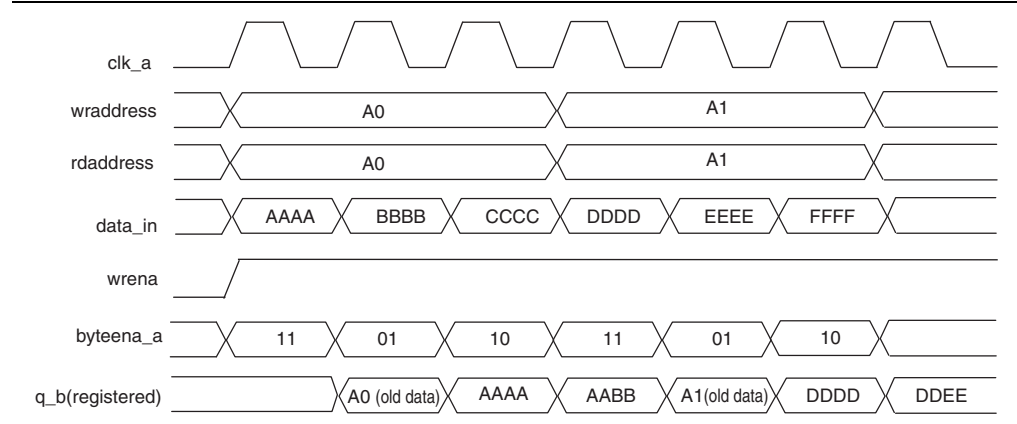 clk_a
wraddress A0 A1
rdaddress A0 A1
data_in AAAA BBBB CCCC DDDD EEEE FFFF
wrena
byteena_a 11 01 10 11 01 10
q_b(registered) A0 (old data) AAAA AABB A1(old data) DDDD DDEE